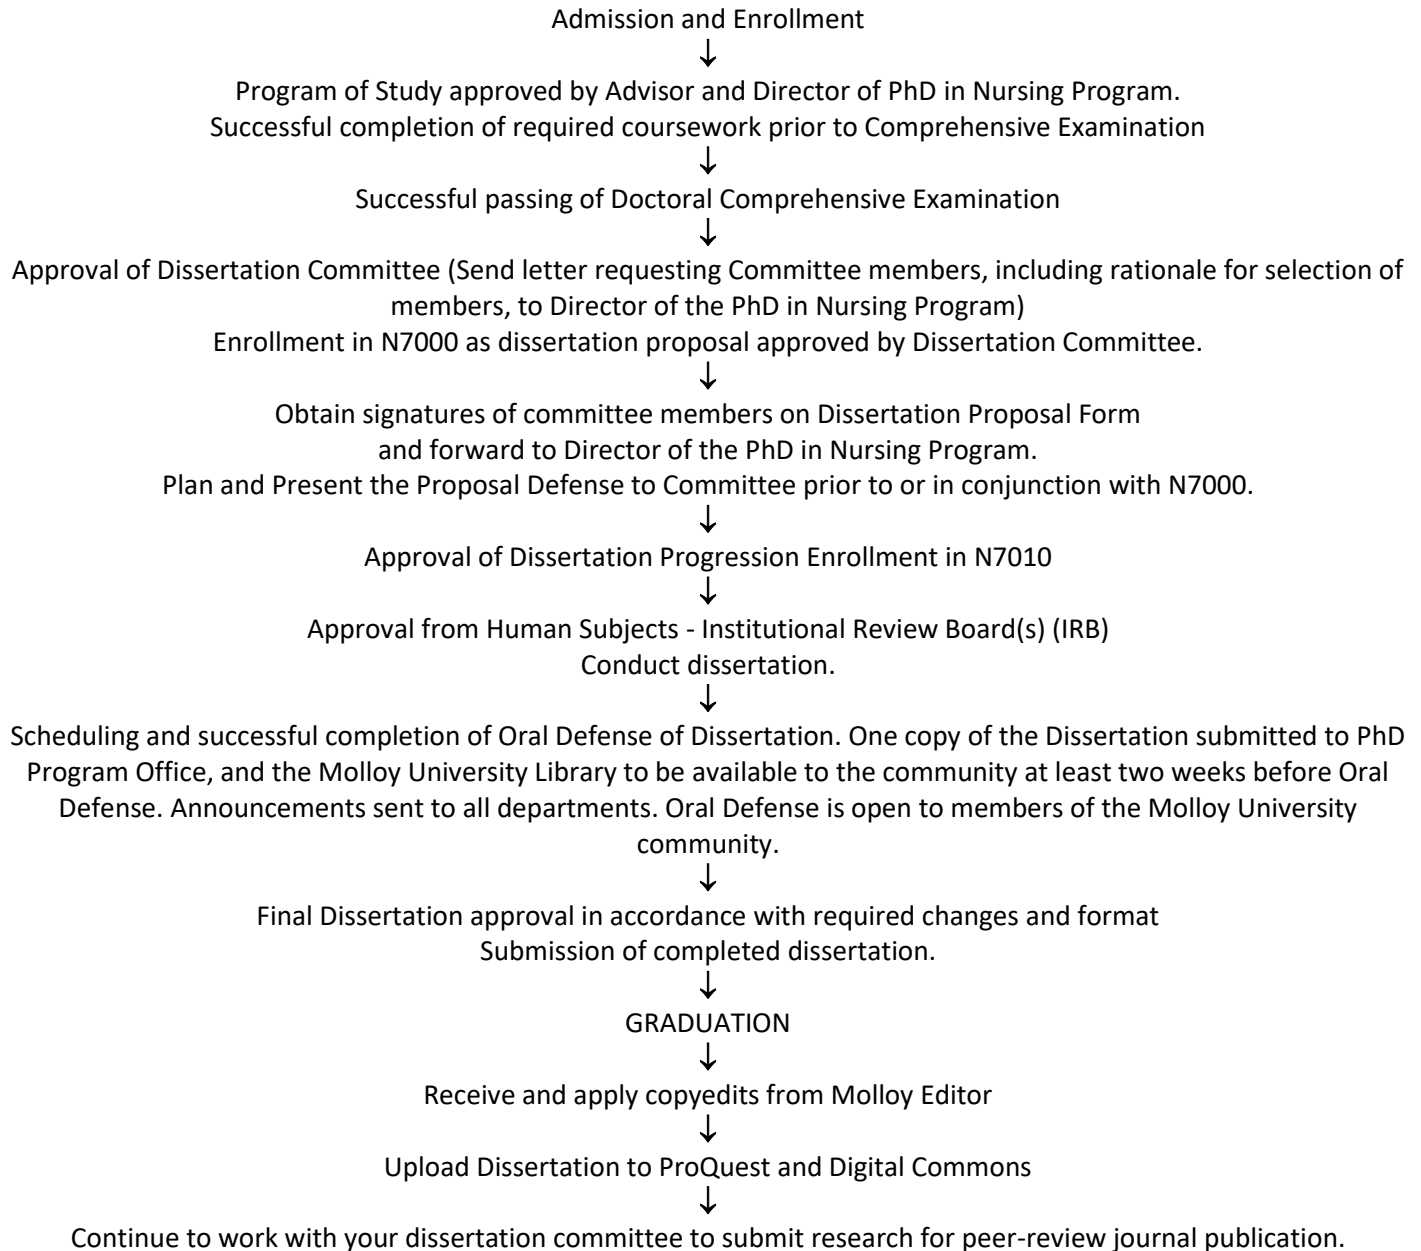 Admission and Enrollment
↓
Program of Study approved by Advisor and Director of PhD in Nursing Program.
Successful completion of required coursework prior to Comprehensive Examination
↓
Successful passing of Doctoral Comprehensive Examination
↓
Approval of Dissertation Committee (Send letter requesting Committee members, including rationale for selection of
members, to Director of the PhD in Nursing Program)
Enrollment in N7000 as dissertation proposal approved by Dissertation Committee.
↓
Obtain signatures of committee members on Dissertation Proposal Form
and forward to Director of the PhD in Nursing Program.
Plan and Present the Proposal Defense to Committee prior to or in conjunction with N7000.
↓
Approval of Dissertation Progression Enrollment in N7010
↓
Approval from Human Subjects - Institutional Review Board(s) (IRB)
Conduct dissertation.
↓
Scheduling and successful completion of Oral Defense of Dissertation. One copy of the Dissertation submitted to PhD
Program Office, and the Molloy University Library to be available to the community at least two weeks before Oral
Defense. Announcements sent to all departments. Oral Defense is open to members of the Molloy University
community.
↓
Final Dissertation approval in accordance with required changes and format
Submission of completed dissertation.
↓
GRADUATION
↓
Receive and apply copyedits from Molloy Editor
↓
Upload Dissertation to ProQuest and Digital Commons
↓
Continue to work with your dissertation committee to submit research for peer-review journal publication.